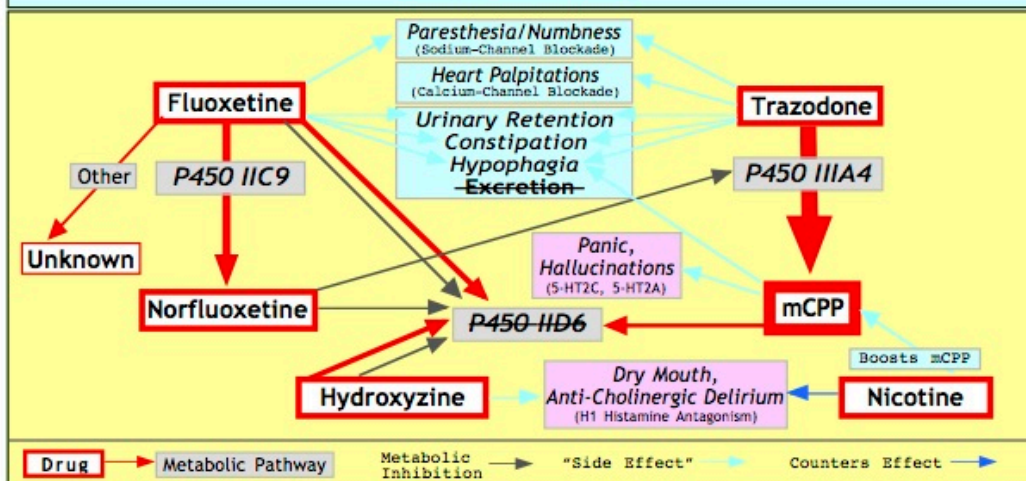 Paresthesia/Numbness
(Sodium-Channel Blockade)
Heart Palpitations
(Calcium-Channel Blockade)
Fluoxetine
Trazodone
Urinary Retention
Constipation
Hypophagia
Excretion
Other
P450 IIC9
P450 IIIA4
Unknown
Panic,
Hallucinations
(5-HT2C, 5-HT2A)
Norfluoxetine
mCPP
P450 IID6
Boosts mCPP
Hydroxyzine
Dry Mouth,
Anti-Cholinergic Delirium
(H1 Histamine Antagonism)
Nicotine
Drug
Metabolic Pathway
Metabolic
Inhibition
"Side Effect"
Counters Effect